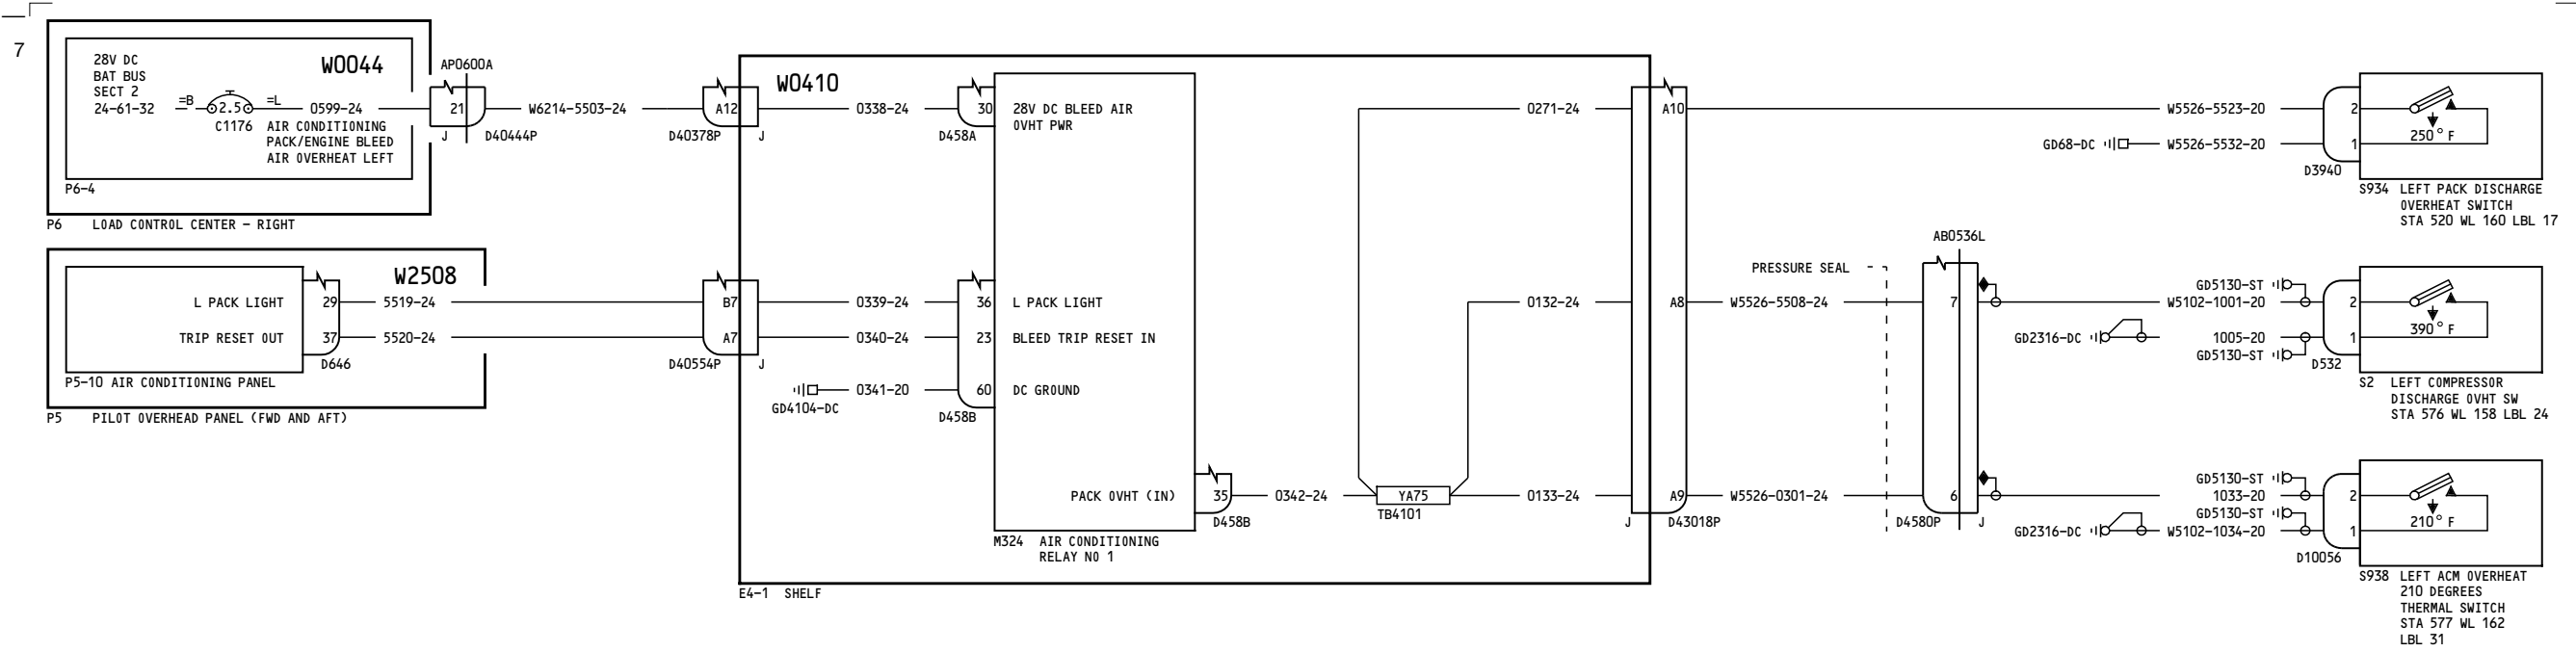 7
28V DC
BAT BUS
SECT 2
24-61-32
W0044
=B
2.5
=L
0599-24
C1176
AIR CONDITIONING
PACK/ENGINE BLEED
AIR OVERHEAT LEFT
P6-4
P6 LOAD CONTROL CENTER - RIGHT
AP0600A
21
J
D40444P
W6214-5503-24
A12
D40378P
J
W2508
L PACK LIGHT
29
5519-24
TRIP RESET OUT
37
5520-24
D646
P5-10 AIR CONDITIONING PANEL
P5 PILOT OVERHEAD PANEL (FWD AND AFT)
B7
A7
D40554P
J
W0410
0338-24
30
D458A
28V DC BLEED AIR
OVHT PWR
0339-24
36
L PACK LIGHT
0340-24
23
BLEED TRIP RESET IN
GD4104-DC
0341-20
60
DC GROUND
D458B
PACK OVHT (IN)
35
D458B
M324 AIR CONDITIONING
RELAY NO 1
E4-1 SHELF
0342-24
YA75
TB4101
0271-24
0132-24
0133-24
A10
A8
A9
J
D43018P
W5526-5508-24
W5526-0301-24
PRESSURE SEAL
AB0536L
7
6
D4580P
J
W5526-5523-20
2
GD68-DC
W5526-5532-20
1
D3940
250° F
S934 LEFT PACK DISCHARGE
OVERHEAT SWITCH
STA 520 WL 160 LBL 17
GD5130-ST
W5102-1001-20
2
GD2316-DC
1005-20
1
GD5130-ST
D532
390° F
S2 LEFT COMPRESSOR
DISCHARGE OVHT SW
STA 576 WL 158 LBL 24
GD5130-ST
1033-20
2
GD5130-ST
GD2316-DC
W5102-1034-20
1
D10056
210° F
S938 LEFT ACM OVERHEAT
210 DEGREES
THERMAL SWITCH
STA 577 WL 162
LBL 31